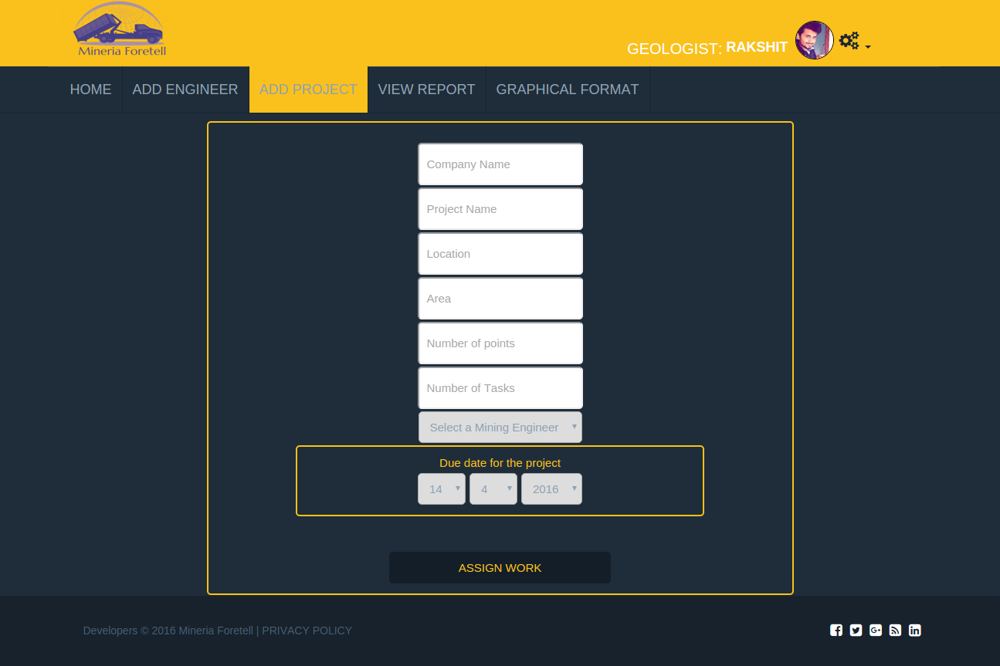 Mineria Foretell
GEOLOGIST: RAKSHIT
HOME ADD ENGINEER ADD PROJECT VIEW REPORT GRAPHICAL FORMAT
Company Name
Project Name
Location
Area
Number of points
Number of Tasks
Select a Mining Engineer
Due date for the project
14 4 2016
ASSIGN WORK
Developers © 2016 Mineria Foretell | PRIVACY POLICY